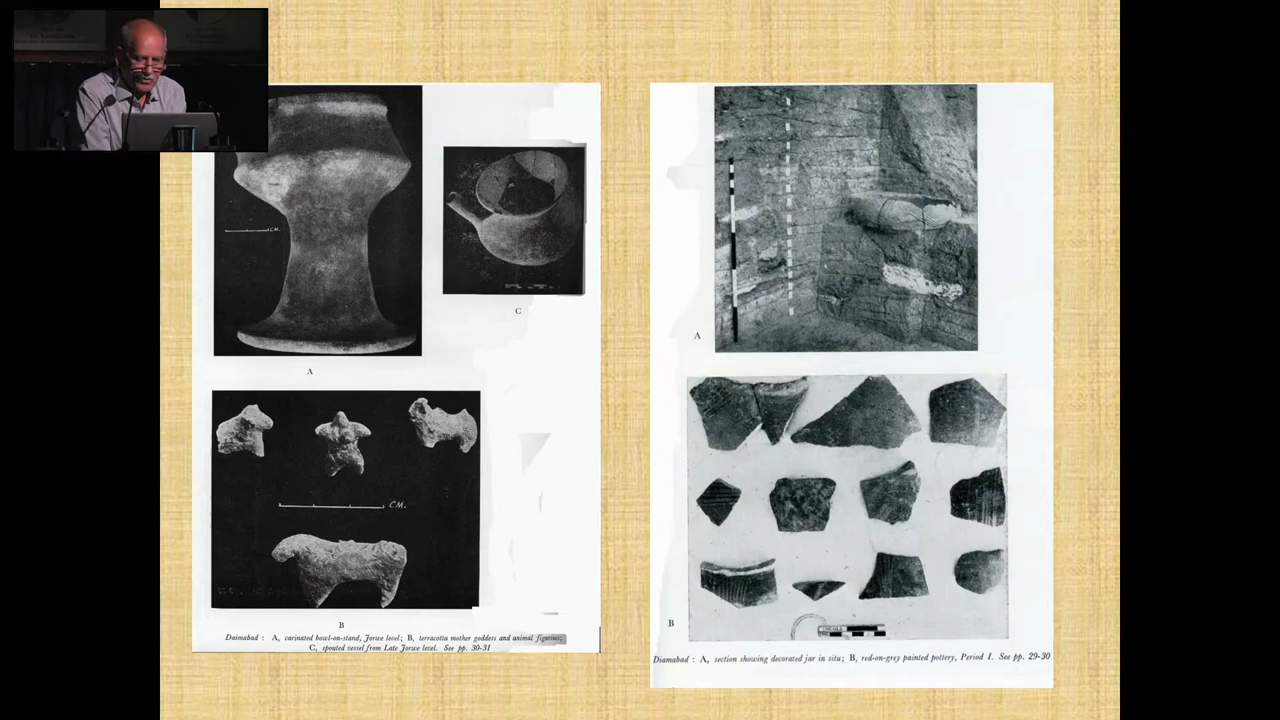 CM.
A
C
CM.
B
Daimabad : A, carinated bowl-on-stand, Jorwe level; B, terracotta mother goddess and animal figurines;
C, spouted vessel from Late Jorwe level. See pp. 30-31
A
B
Diamabad : A, section showing decorated jar in situ; B, red-on-grey painted pottery, Period I. See pp. 29-30